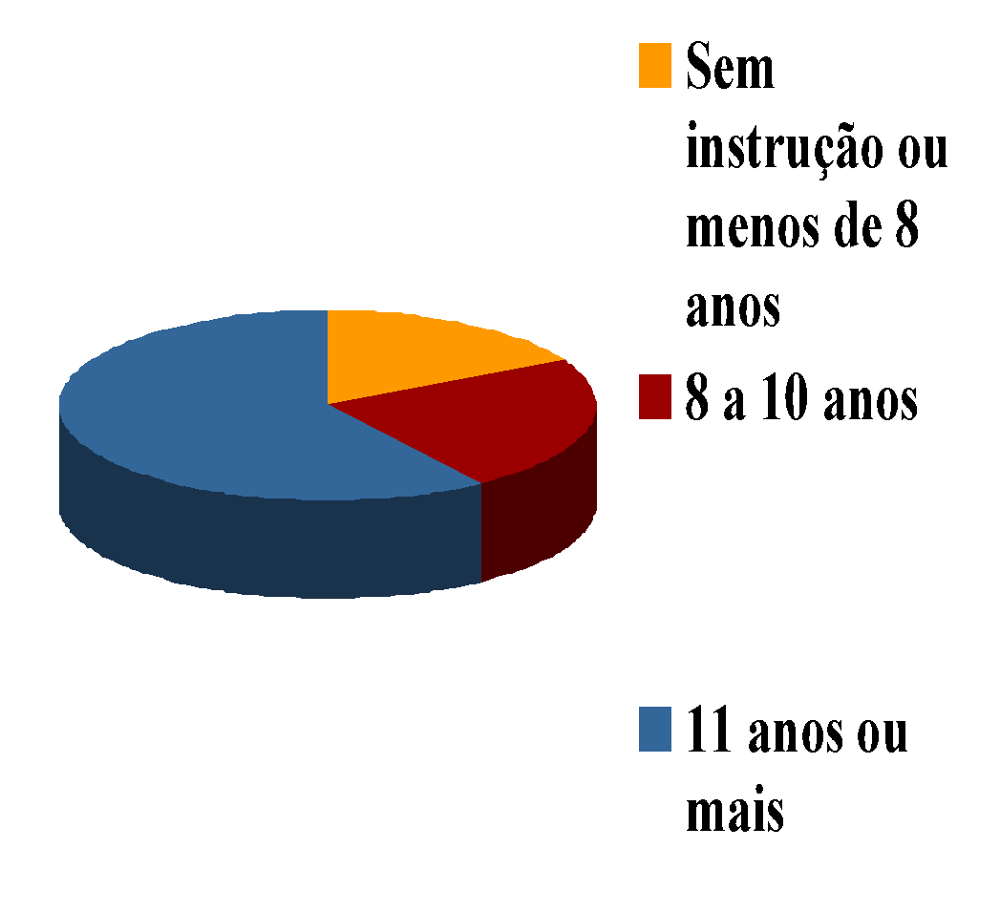 Sem
instrução ou
menos de 8
anos
8 a 10 anos
11 anos ou
mais